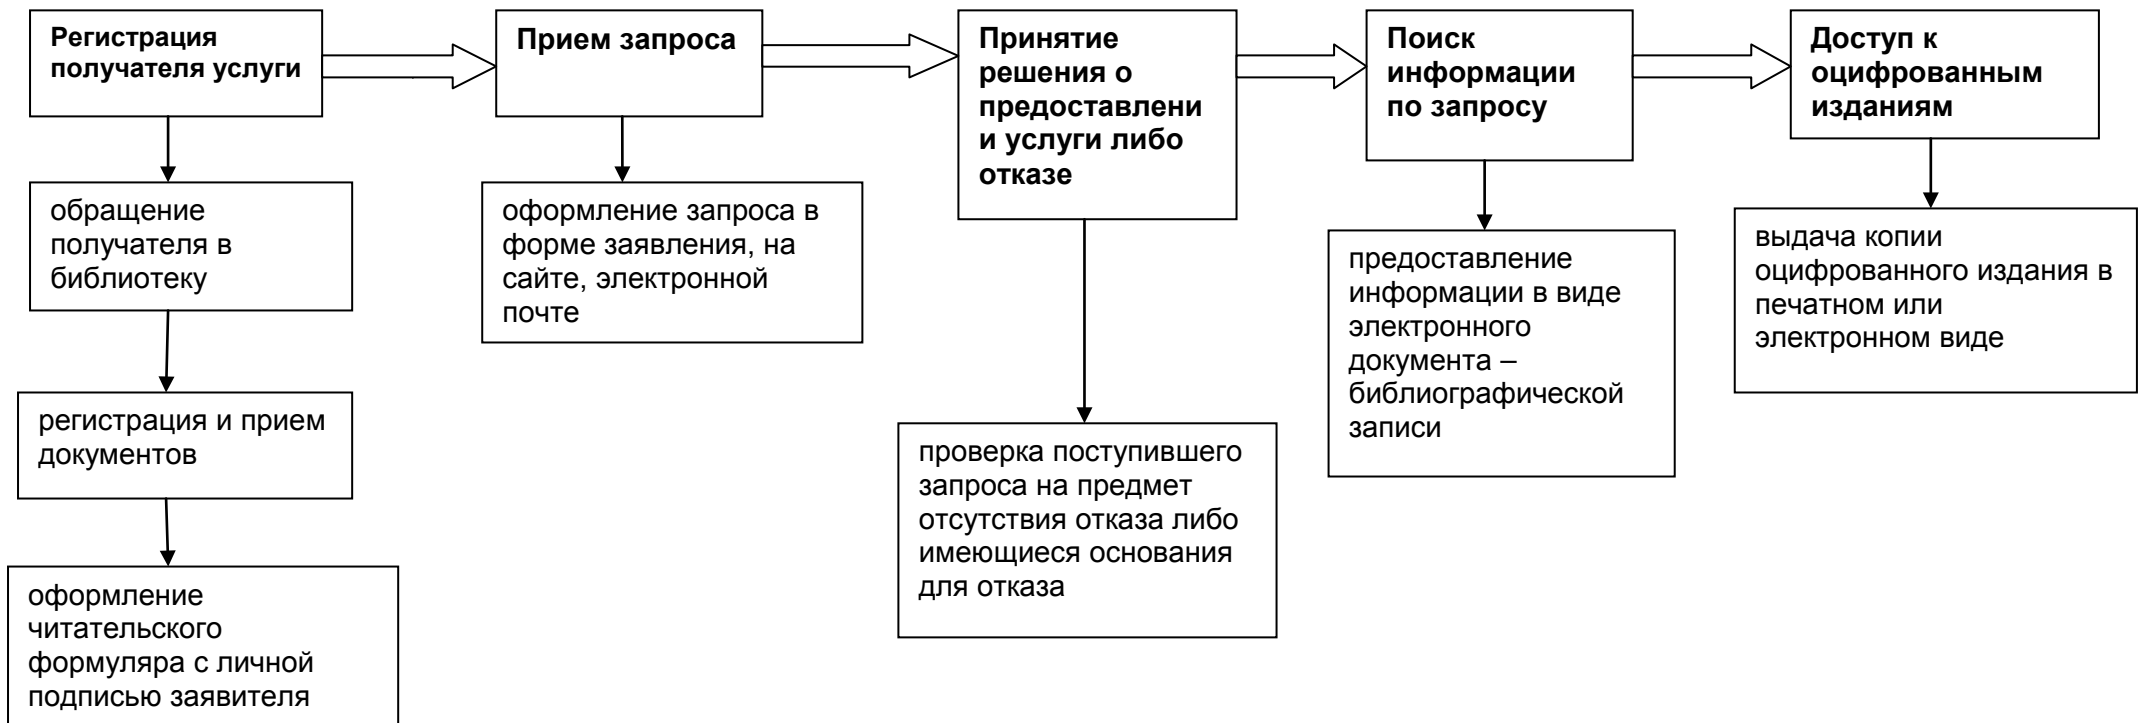 Регистрация
получателя услуги
Прием запроса
Принятие
решения о
предоставлени
и услуги либо
отказе
Поиск
информации
по запросу
Доступ к
оцифрованным
изданиям
обращение
получателя в
библиотеку
оформление запроса в
форме заявления, на
сайте, электронной
почте
предоставление
информации в виде
электронного
документа –
библиографической
записи
выдача копии
оцифрованного издания в
печатном или
электронном виде
регистрация и прием
документов
проверка поступившего
запроса на предмет
отсутствия отказа либо
имеющиеся основания
для отказа
оформление
читательского
формуляра с личной
подписью заявителя